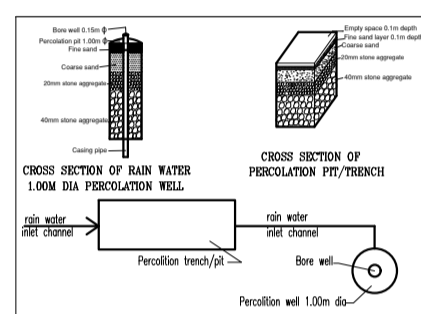 Bore well 0.15m ϕ
Percolation pit 1.00m ϕ
Fine sand
Coarse sand
20mm stone aggregate
40mm stone aggregate
Casing pipe
CROSS SECTION OF RAIN WATER
1.00M DIA PERCOLATION WELL
Empty space 0.1m depth
Fine sand layer 0.1m depth
Coarse sand
20mm stone aggregate
40mm stone aggregate
CROSS SECTION OF
PERCOLATION PIT/TRENCH
rain water
inlet channel
Percolition trench/pit
rain water
inlet channel
Bore well
Percolition well 1.00m dia